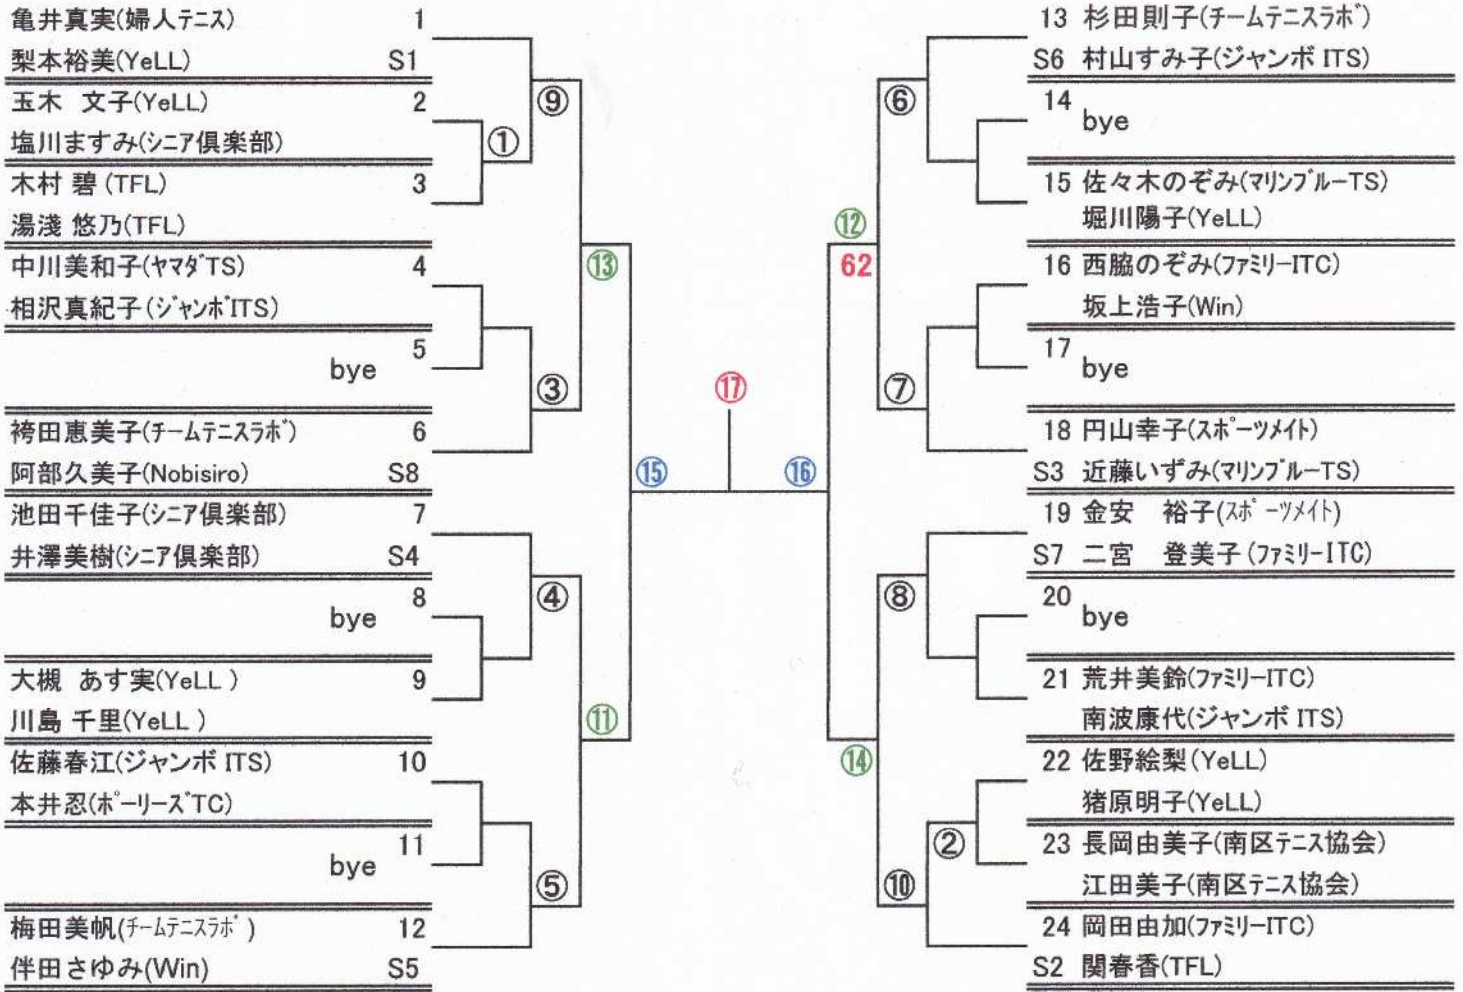 亀井真実(婦人テニス) 1
梨本裕美(YeLL) S1
玉木 文子(YeLL) 2
塩川ますみ(シニア倶楽部)
木村 碧 (TFL) 3
湯淺 悠乃(TFL)
中川美和子(ヤマダTS) 4
相沢真紀子(ジャンボITS)
5
bye
袴田恵美子(チームテニスラボ) 6
阿部久美子(Nobisiro) S8
池田千佳子(シニア倶楽部) 7
井澤美樹(シニア倶楽部) S4
8
bye
大槻 あす実(YeLL ) 9
川島 千里(YeLL )
佐藤春江(ジャンボ ITS) 10
本井忍(ポーリーズTC)
11
bye
梅田美帆(チームテニスラボ ) 12
伴田さゆみ(Win) S5
①
⑨
③
④
⑤
⑬
⑪
⑮
⑰
⑯
⑫
62
⑭
⑥
⑦
⑧
②
⑩
13 杉田則子(チームテニスラボ)
S6 村山すみ子(ジャンボ ITS)
14
bye
15 佐々木のぞみ(マリンブルーTS)
堀川陽子(YeLL)
16 西脇のぞみ(ファミリーITC)
坂上浩子(Win)
17
bye
18 円山幸子(スポーツメイト)
S3 近藤いずみ(マリンブルーTS)
19 金安 裕子(スポーツメイト)
S7 二宮 登美子(ファミリーITC)
20
bye
21 荒井美鈴(ファミリーITC)
南波康代(ジャンボ ITS)
22 佐野絵梨(YeLL)
猪原明子(YeLL)
23 長岡由美子(南区テニス協会)
江田美子(南区テニス協会)
24 岡田由加(ファミリーITC)
S2 関春香(TFL)